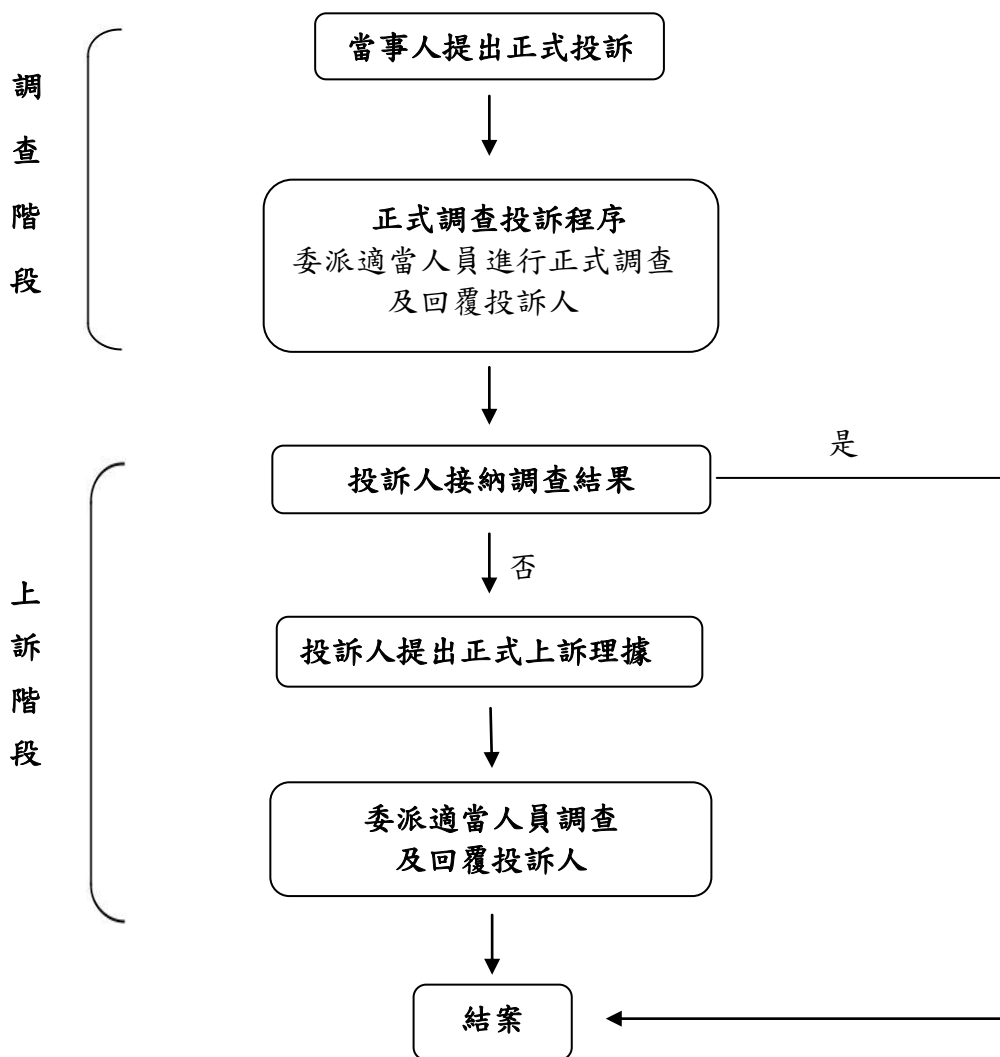 當事人提出正式投訴
調查階段
正式調查投訴程序
委派適當人員進行正式調查
及回覆投訴人
投訴人接納調查結果
是
否
上訴階段
投訴人提出正式上訴理據
委派適當人員調查
及回覆投訴人
結案